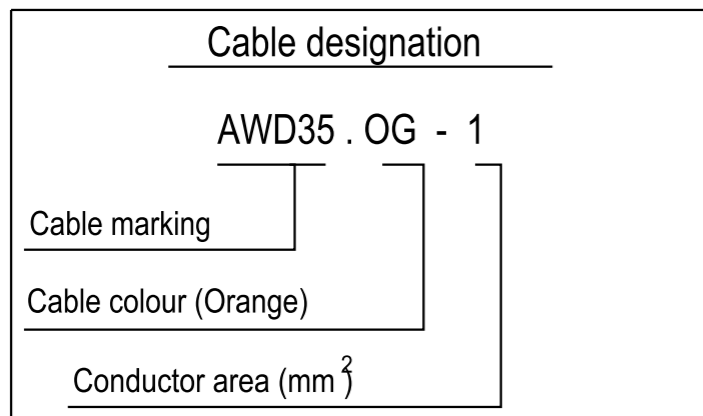 Cable designation
AWD35 . OG - 1
Cable marking
Cable colour (Orange)
Conductor area (mm²)